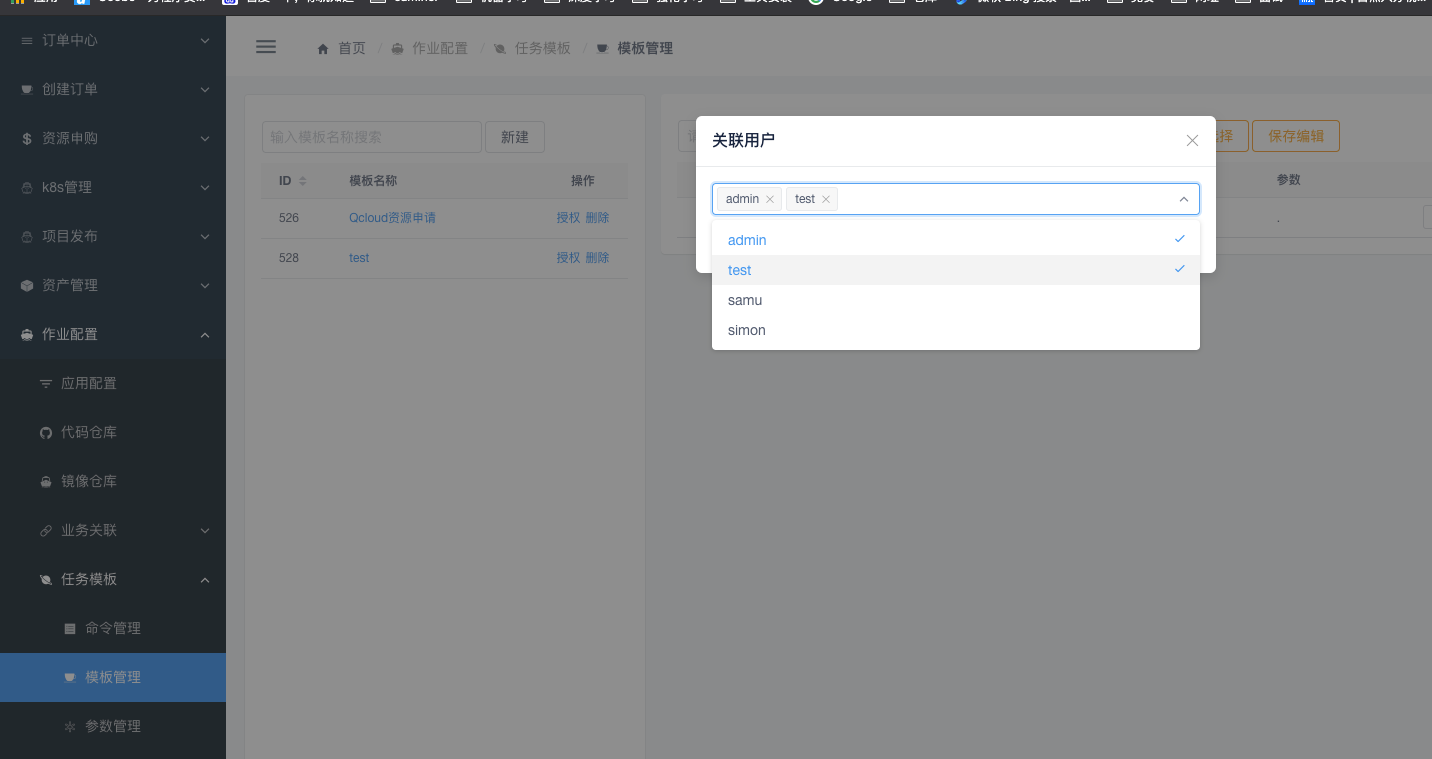 订单中心
创建订单
资源申购
k8s管理
项目发布
资产管理
作业配置
应用配置
代码仓库
镜像仓库
业务关联
任务模板
命令管理
模板管理
参数管理
首页 / 作业配置 / 任务模板 / 模板管理
输入模板名称搜索 新建
ID 模板名称 操作
526 Qcloud资源申请 授权 删除
528 test 授权 删除
保存编辑
参数
.
关联用户
admin test
admin
test
samu
simon